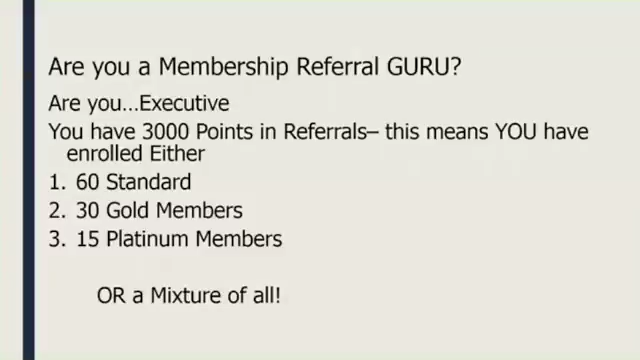 Are you a Membership Referral GURU?
Are you...Executive
You have 3000 Points in Referrals– this means YOU have
enrolled Either
1. 60 Standard
2. 30 Gold Members
3. 15 Platinum Members
OR a Mixture of all!